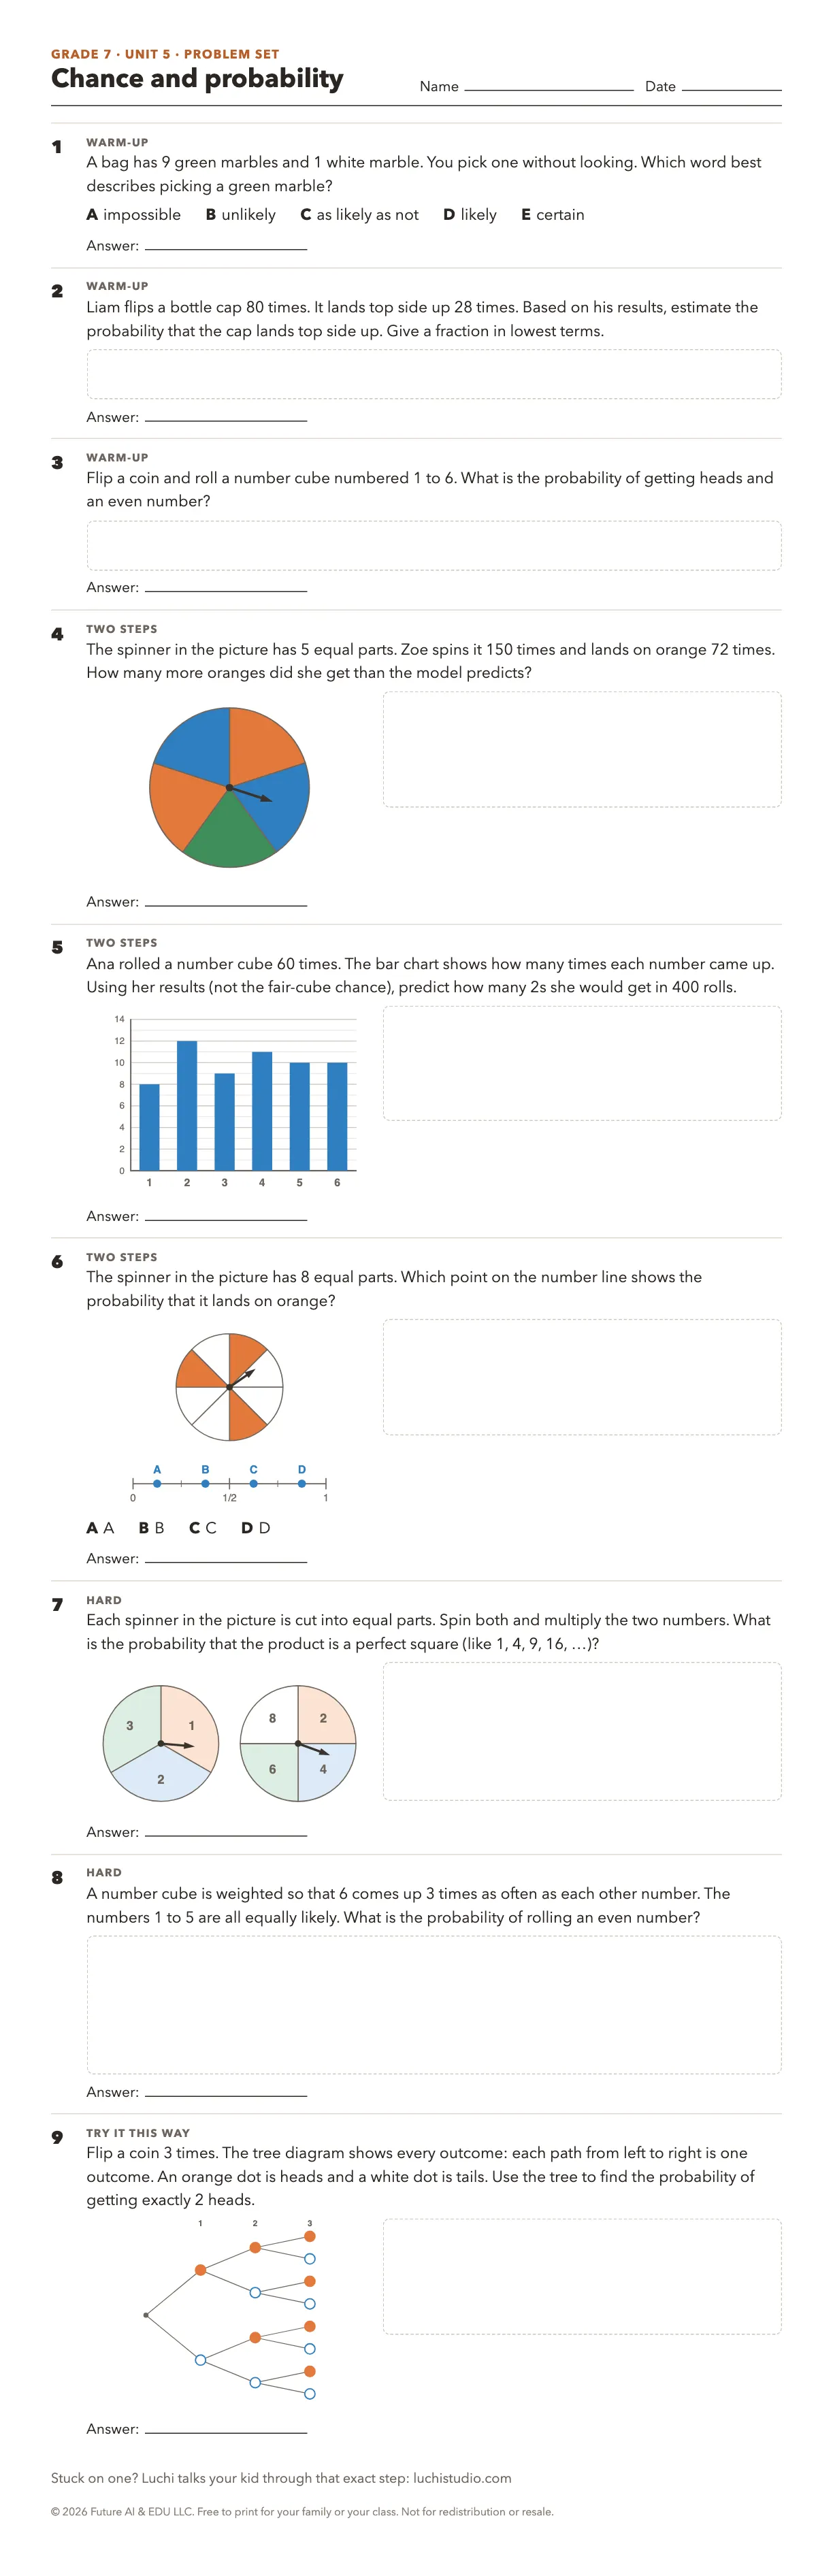 GRADE 7 · UNIT 5 · PROBLEM SET
Chance and probability
Name
Date
1
WARM-UP
A bag has 9 green marbles and 1 white marble. You pick one without looking. Which word best
describes picking a green marble?
A impossible B unlikely C as likely as not D likely E certain
Answer:
2
WARM-UP
Liam flips a bottle cap 80 times. It lands top side up 28 times. Based on his results, estimate the
probability that the cap lands top side up. Give a fraction in lowest terms.
Answer:
3
WARM-UP
Flip a coin and roll a number cube numbered 1 to 6. What is the probability of getting heads and
an even number?
Answer:
4
TWO STEPS
The spinner in the picture has 5 equal parts. Zoe spins it 150 times and lands on orange 72 times.
How many more oranges did she get than the model predicts?
Answer:
5
TWO STEPS
Ana rolled a number cube 60 times. The bar chart shows how many times each number came up.
Using her results (not the fair-cube chance), predict how many 2s she would get in 400 rolls.
14
12
10
8
6
4
2
0
1 2 3 4 5 6
Answer:
6
TWO STEPS
The spinner in the picture has 8 equal parts. Which point on the number line shows the
probability that it lands on orange?
A B C D
0 1/2 1
A A B B C C D D
Answer:
7
HARD
Each spinner in the picture is cut into equal parts. Spin both and multiply the two numbers. What
is the probability that the product is a perfect square (like 1, 4, 9, 16, …)?
3 1 8 2
2 6 4
Answer:
8
HARD
A number cube is weighted so that 6 comes up 3 times as often as each other number. The
numbers 1 to 5 are all equally likely. What is the probability of rolling an even number?
Answer:
9
TRY IT THIS WAY
Flip a coin 3 times. The tree diagram shows every outcome: each path from left to right is one
outcome. An orange dot is heads and a white dot is tails. Use the tree to find the probability of
getting exactly 2 heads.
1 2 3
Answer:
Stuck on one? Luchi talks your kid through that exact step: luchistudio.com
© 2026 Future AI & EDU LLC. Free to print for your family or your class. Not for redistribution or resale.